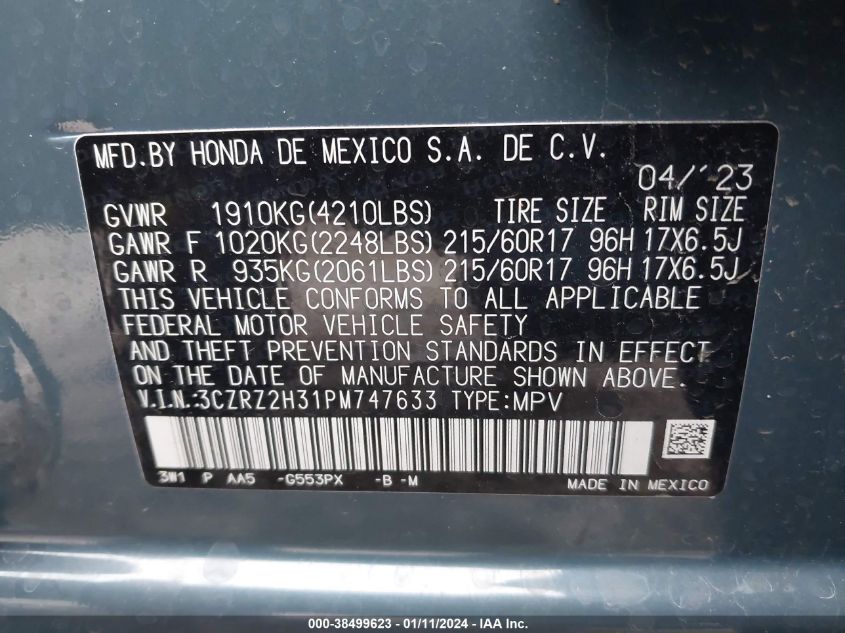 MFD.BY HONDA DE MEXICO S.A. DE C.V.
04/'23
GVWR 1910KG(4210LBS) TIRE SIZE RIM SIZE
GAWR F 1020KG(2248LBS) 215/60R17 96H 17X6.5J
GAWR R 935KG(2061LBS) 215/60R17 96H 17X6.5J
THIS VEHICLE CONFORMS TO ALL APPLICABLE
FEDERAL MOTOR VEHICLE SAFETY
AND THEFT PREVENTION STANDARDS IN EFFECT
ON THE DATE OF MANUFACTURE SHOWN ABOVE.
V.I.N.:3CZRZ2H31PM747633 TYPE:MPV
3W1 P AA5 -G553PX -B -M MADE IN MEXICO
000-38499623 - 01/11/2024 - IAAI Inc.